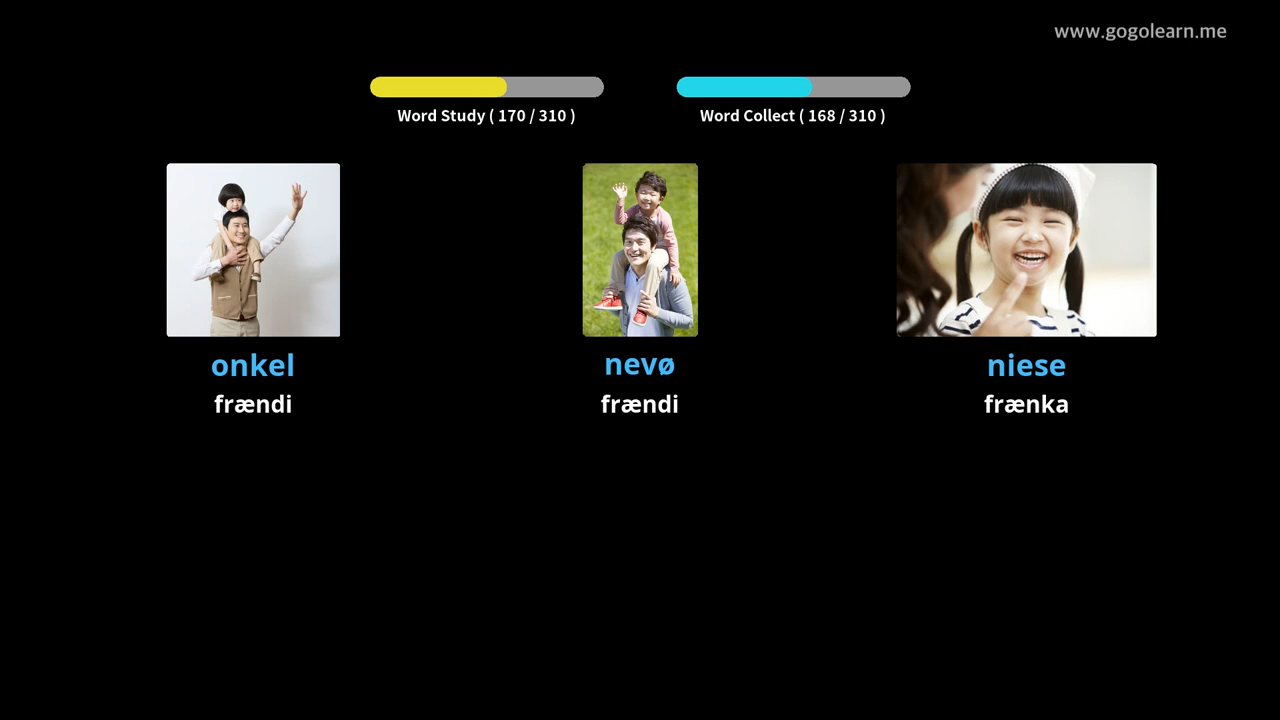 www.gogolearn.me
Word Study ( 170 / 310 )
Word Collect ( 168 / 310 )
onkel
frændi
nevø
frændi
niese
frænka